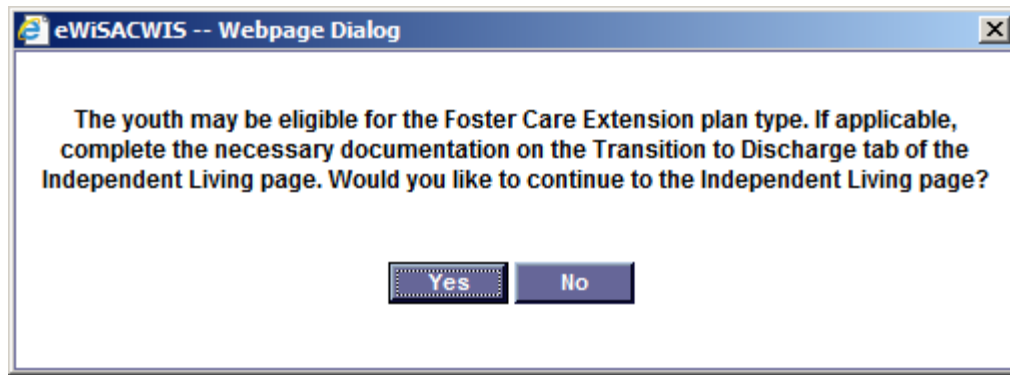 eWiSACWIS -- Webpage Dialog
The youth may be eligible for the Foster Care Extension plan type. If applicable,
complete the necessary documentation on the Transition to Discharge tab of the
Independent Living page. Would you like to continue to the Independent Living page?
Yes No